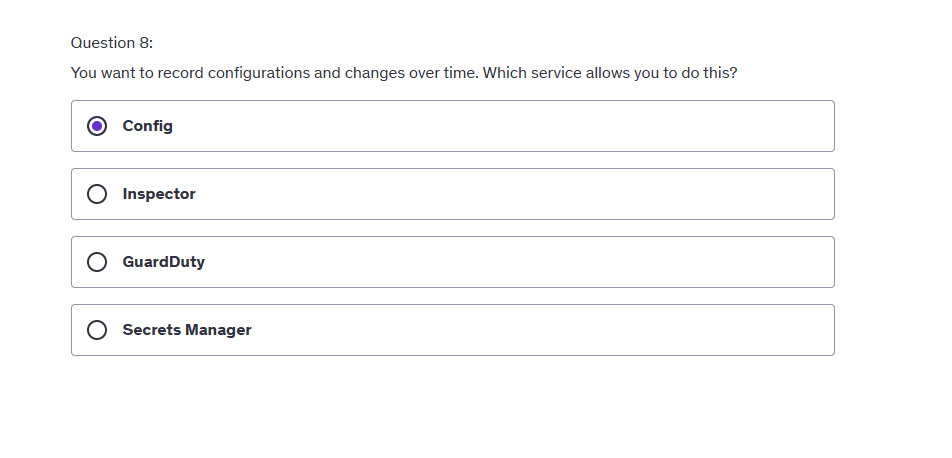 Question 8:
You want to record configurations and changes over time. Which service allows you to do this?
Config
Inspector
GuardDuty
Secrets Manager